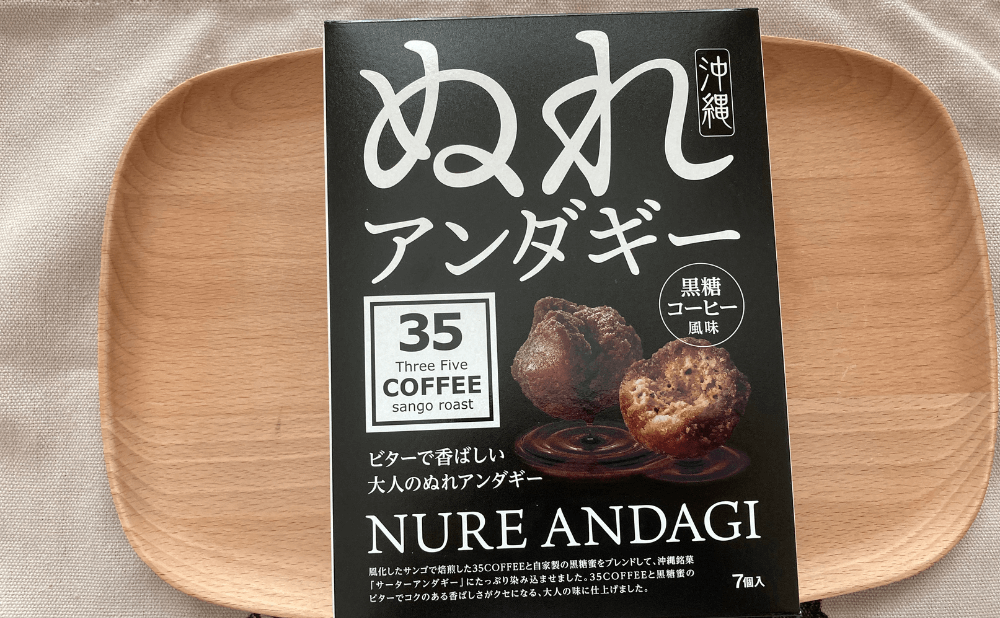 ぬれ
沖縄
アンダギー
黒糖
コーヒー
風味
35
Three Five
COFFEE
sango roast
ビターで香ばしい
大人のぬれアンダギー
NURE ANDAGI
風化したサンゴで焙煎した35COFFEEと自家製の黒糖蜜をブレンドして、沖縄銘菓
「サーターアンダギー」にたっぷり染み込ませました。35COFFEEと黒糖蜜の
ビターでコクのある香ばしさがクセになる、大人の味に仕上げました。
7個入